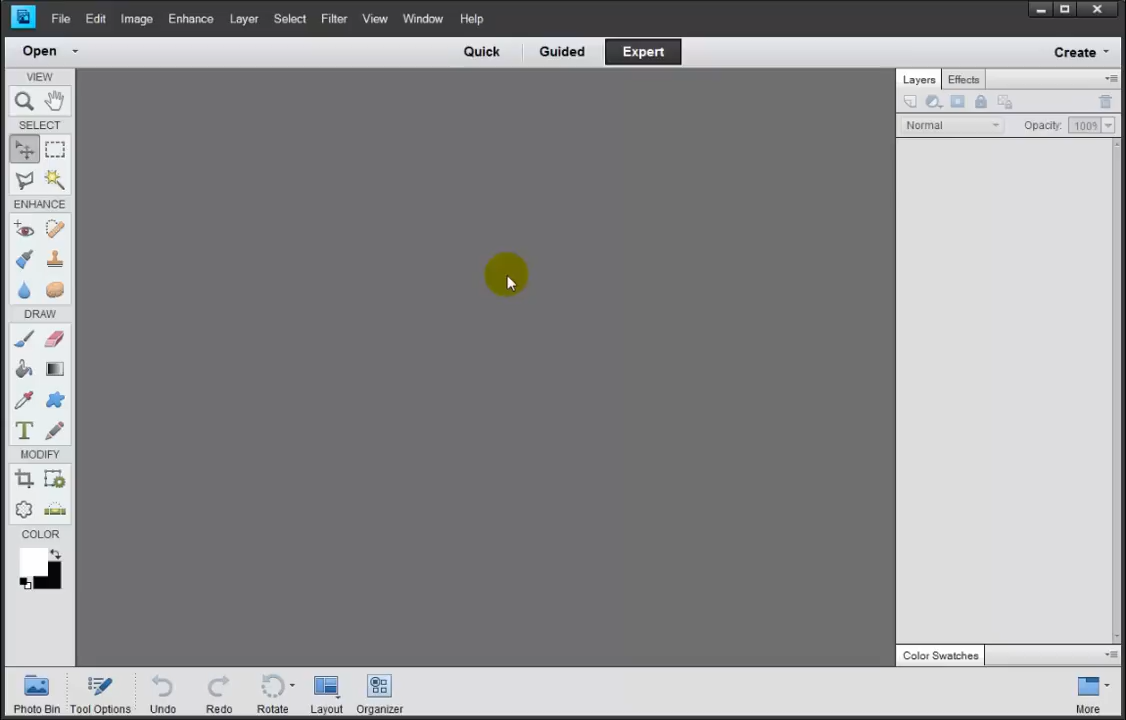 File Edit Image Enhance Layer Select Filter View Window Help
Open Quick Guided Expert Create
VIEW
SELECT
ENHANCE
DRAW
T
MODIFY
COLOR
Layers Effects
Normal Opacity: 100%
Color Swatches
Photo Bin Tool Options Undo Redo Rotate Layout Organizer More